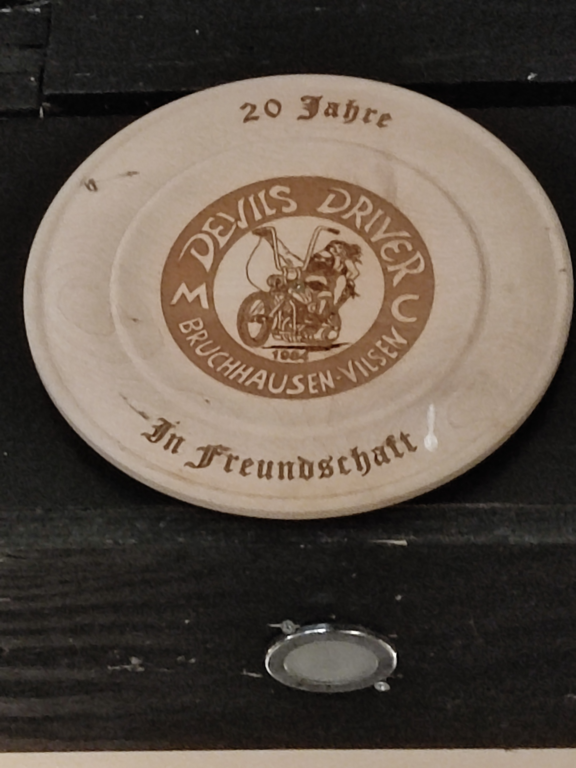 20 Jahre
DEVILS DRIVER
M C
1984
BRUCHHAUSEN-VILSEN
In Freundschaft